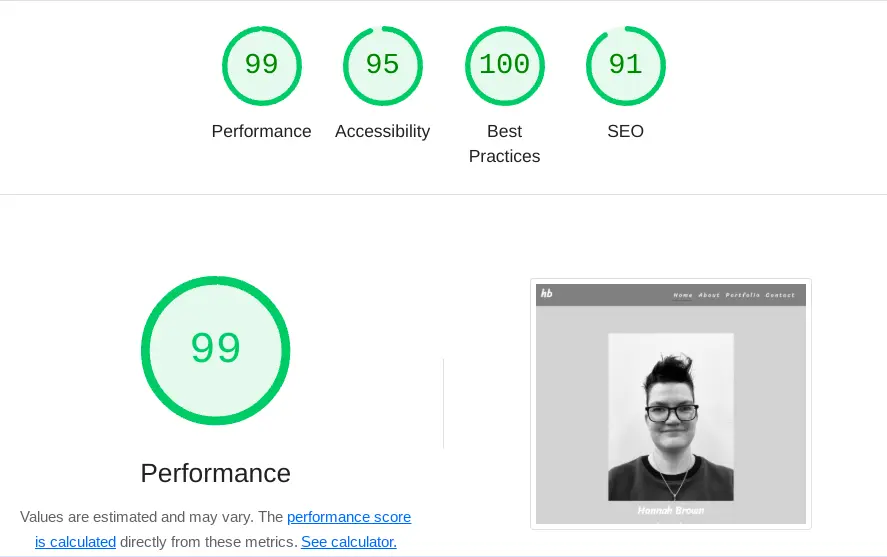 99
95
100
91
Performance
Accessibility
Best
Practices
SEO
99
Performance
Values are estimated and may vary. The performance score
is calculated directly from these metrics. See calculator.
hb
Home About Portfolio Contact
Hannah Brown